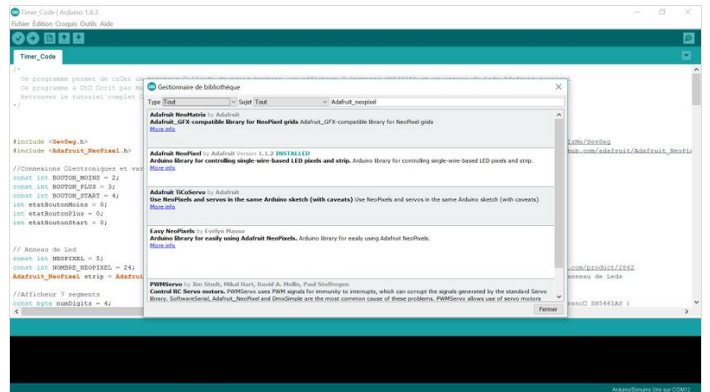 Timer_Code | Arduino 1.8.3
Fichier Édition Croquis Outils Aide
Timer_Code
/*
Ce programme permet de
Ce programme a
Retrouvez le tutoriel complet
*/
#include <SevSeg.h>
#include <Adafruit_NeoPixel.h>
//Connexions
const int BOUTON_MOINS = 2;
const int BOUTON_PLUS = 3;
const int BOUTON_START = 4;
int etatBoutonMoins = 0;
int etatBoutonPlus = 0;
int etatBoutonStart = 0;
// Anneau de Led
const int NEOPIXEL = 5;
const int NOMBRE_NEOPIXEL = 24;
Adafruit_NeoPixel strip = Adafrui
//Afficheur 7 segments
const byte numDigits = 4;
.com/product/2862
anneau de Leds
Gestionnaire de bibliothèque
Type Tout Sujet Tout Adafruit_neopixel
Adafruit NeoMatrix by Adafruit
Adafruit_GFX-compatible library for NeoPixel grids Adafruit_GFX-compatible library for NeoPixel grids
More info
Adafruit NeoPixel by Adafruit Version 1.1.2 INSTALLED
Arduino library for controlling single-wire-based LED pixels and strip. Arduino library for controlling single-wire-based LED pixels and strip.
More info
Adafruit TiCoServo by Adafruit
Use NeoPixels and servos in the same Arduino sketch (with caveats) Use NeoPixels and servos in the same Arduino sketch (with caveats)
More info
Easy NeoPixels by Evelyn Masso
Arduino library for easily using Adafruit NeoPixels. Arduno library for easly using Adafruit NeoPixels.
More info
PWMServo by Jim Studt, Mikal Hart, David A. Mellis, Paul Stoffregen
Control RC Servo motors. PWMServo uses PWM signals for immunity to interrupts, which can corrupt the signals generated by the standard Servo
library. SoftwareSerial, Adafruit_NeoPixel and DmxSimple are the most common cause of these problems. PWMServo allows use of servo motors
Fermer
Arduino/Genuino Uno sur COM12